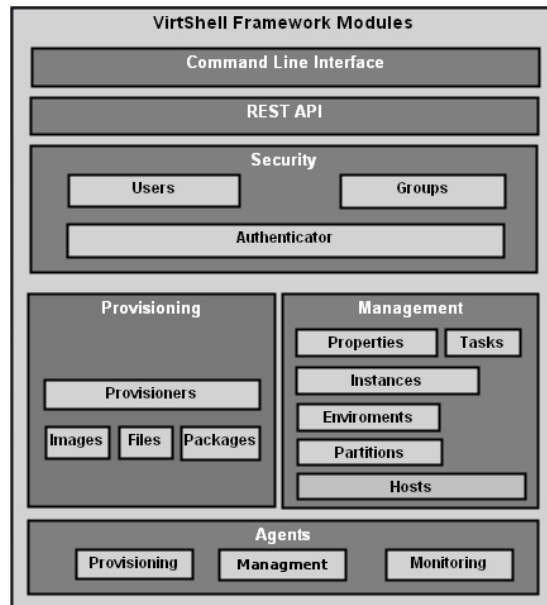 VirtShell Framework Modules
Command Line Interface
REST API
Security
Users
Groups
Authenticator
Provisioning
Provisioners
Images
Files
Packages
Management
Properties
Tasks
Instances
Enviroments
Partitions
Hosts
Agents
Provisioning
Managment
Monitoring